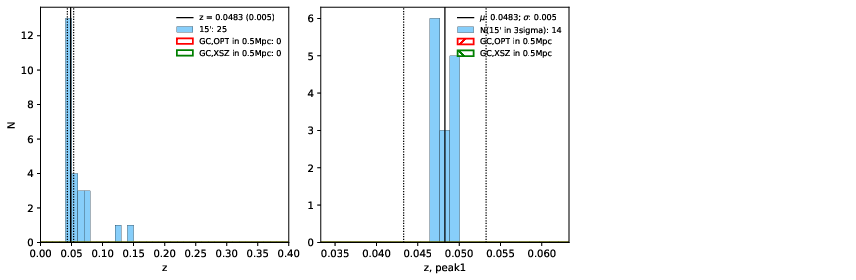 z = 0.0483 (0.005)
15': 25
GC,OPT in 0.5Mpc: 0
GC,XSZ in 0.5Mpc: 0
N
12
10
8
6
4
2
0
0.00 0.05 0.10 0.15 0.20 0.25 0.30 0.35 0.40
z
μ: 0.0483; σ: 0.005
N(15' in 3sigma): 14
GC,OPT in 0.5Mpc
GC,XSZ in 0.5Mpc
6
5
4
3
2
1
0
0.035 0.040 0.045 0.050 0.055 0.060
z, peak1